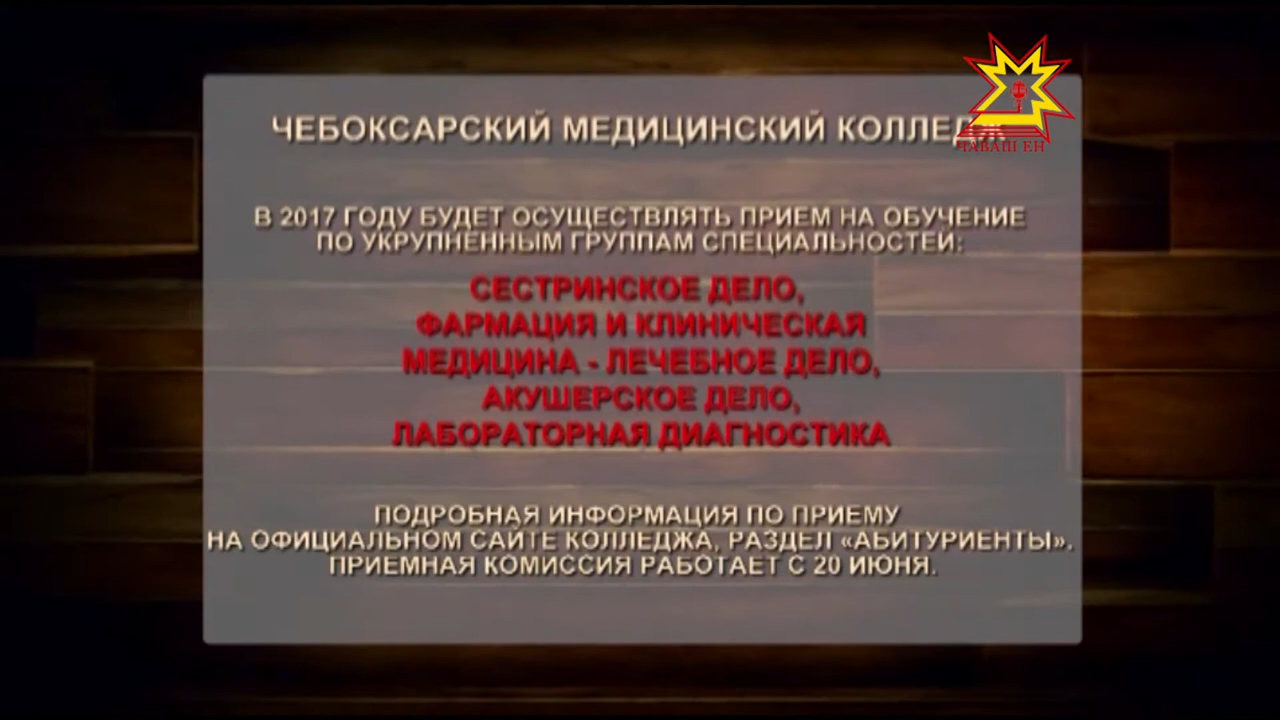 ЧЕБОКСАРСКИЙ МЕДИЦИНСКИЙ КОЛЛЕДЖ
ЧĂВАШ ЕН
В 2017 ГОДУ БУДЕТ ОСУЩЕСТВЛЯТЬ ПРИЕМ НА ОБУЧЕНИЕ
ПО УКРУПНЕННЫМ ГРУППАМ СПЕЦИАЛЬНОСТЕЙ:
СЕСТРИНСКОЕ ДЕЛО,
ФАРМАЦИЯ И КЛИНИЧЕСКАЯ
МЕДИЦИНА - ЛЕЧЕБНОЕ ДЕЛО,
АКУШЕРСКОЕ ДЕЛО,
ЛАБОРАТОРНАЯ ДИАГНОСТИКА
ПОДРОБНАЯ ИНФОРМАЦИЯ ПО ПРИЕМУ
НА ОФИЦИАЛЬНОМ САЙТЕ КОЛЛЕДЖА, РАЗДЕЛ «АБИТУРИЕНТЫ».
ПРИЕМНАЯ КОМИССИЯ РАБОТАЕТ С 20 ИЮНЯ.